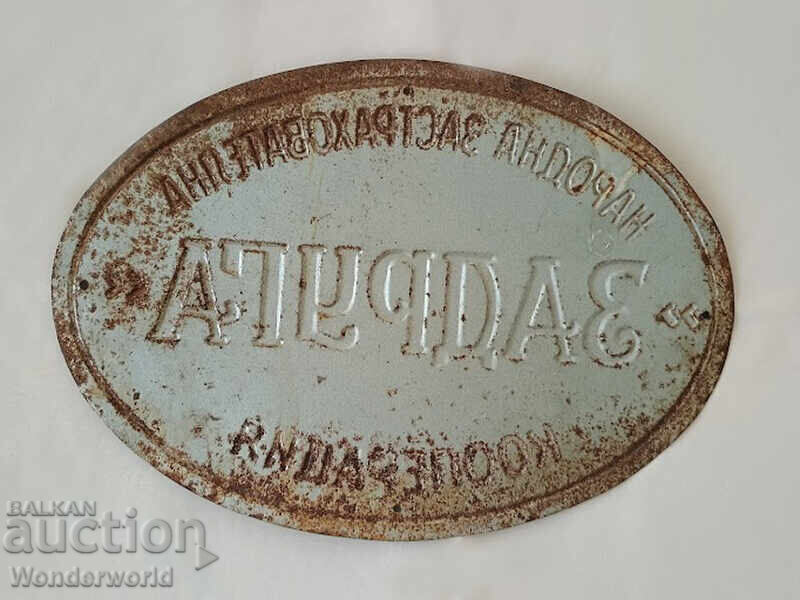 НАРОДНА ЗАСТРАХОВАТЕЛНА
„ЗАДРУГА“
КООПЕРАЦИЯ
BALKAN
auction
Wonderworld